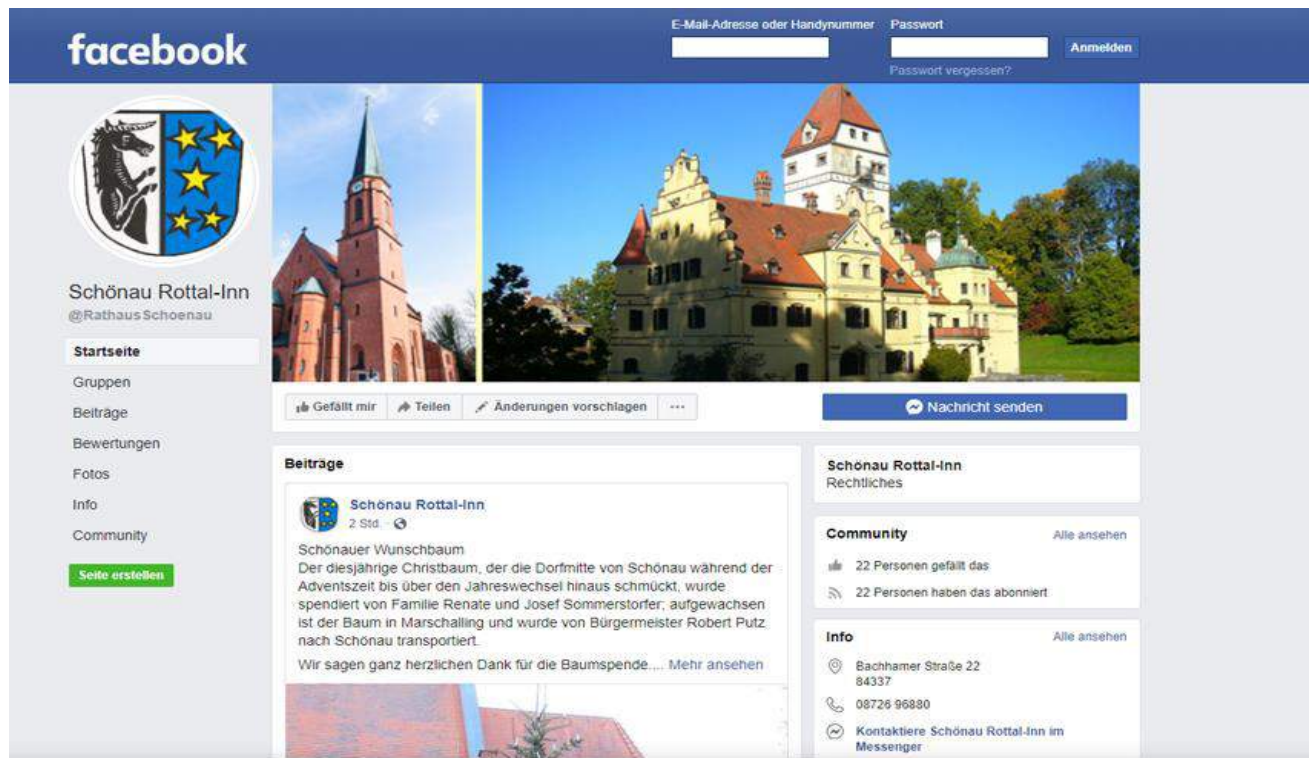 facebook
E-Mail-Adresse oder Handynummer
Passwort
Anmelden
Passwort vergessen?
Schönau Rottal-Inn
@RathausSchoenau
Startseite
Gruppen
Beiträge
Bewertungen
Fotos
Info
Community
Seite erstellen
Gefällt mir
Teilen
Änderungen vorschlagen
Nachricht senden
Beiträge
Schönau Rottal-Inn
2 Std.
Schönauer Wunschbaum
Der diesjährige Christbaum, der die Dorfmitte von Schönau während der
Adventszeit bis über den Jahreswechsel hinaus schmückt, wurde
spendiert von Familie Renate und Josef Sommerstorfer; aufgewachsen
ist der Baum in Marschalling und wurde von Bürgermeister Robert Putz
nach Schönau transportiert.
Wir sagen ganz herzlichen Dank für die Baumspende.... Mehr ansehen
Schönau Rottal-Inn
Rechtliches
Community
Alle ansehen
22 Personen gefällt das
22 Personen haben das abonniert
Info
Alle ansehen
Bachhamer Straße 22
84337
08726 96880
Kontaktiere Schönau Rottal-Inn im
Messenger